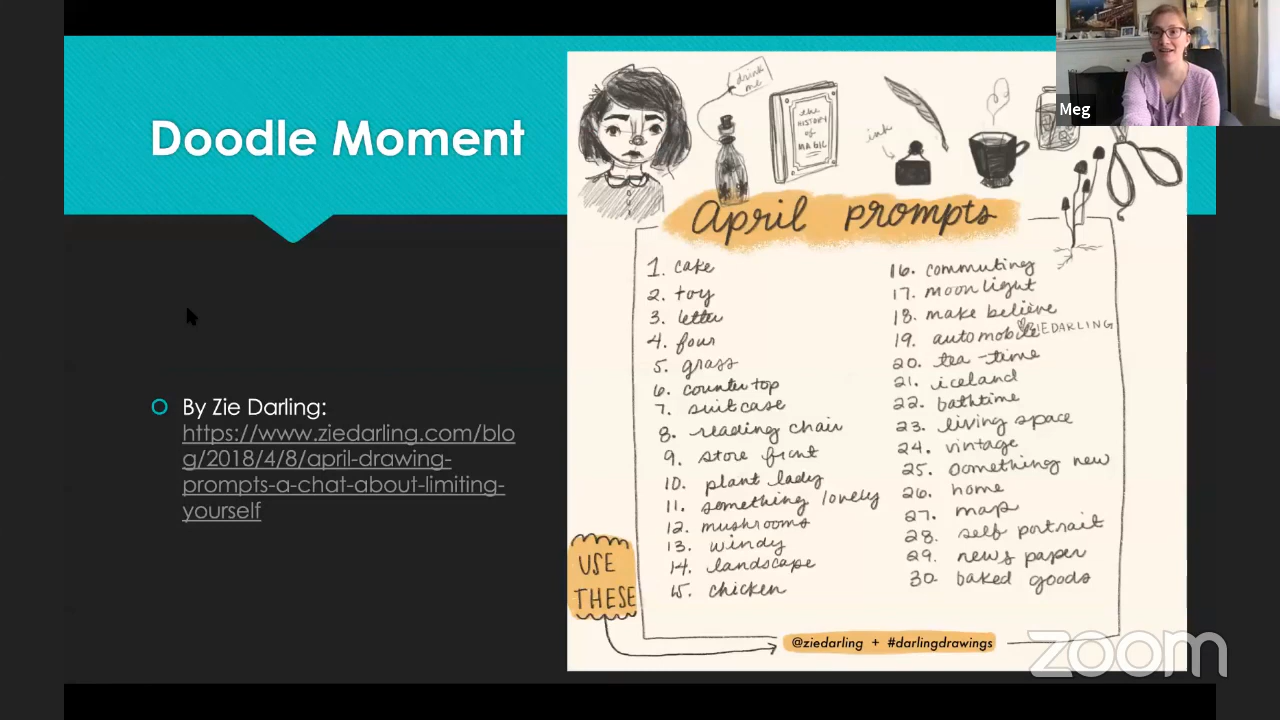 Doodle Moment
By Zie Darling:
https://www.ziedarling.com/blo
g/2018/4/8/april-drawing-
prompts-a-chat-about-limiting-
yourself
drink
me
the
HISTORY
of
MAGIC
ink
April prompts
1. cake
2. toy
3. letter
4. four
5. grass
6. countertop
7. suitcase
8. reading chair
9. store front
10. plant lady
11. something lovely
12. mushrooms
13. windy
14. landscape
15. chicken
16. commuting
17. moonlight
18. make believe
19. automobile
ZIEDARLING
20. tea-time
21. iceland
22. bathtime
23. living space
24. vintage
25. something new
26. home
27. map
28. self portrait
29. news paper
30. baked goods
USE
THESE
@ziedarling + #darlingdrawings
Meg
zoom